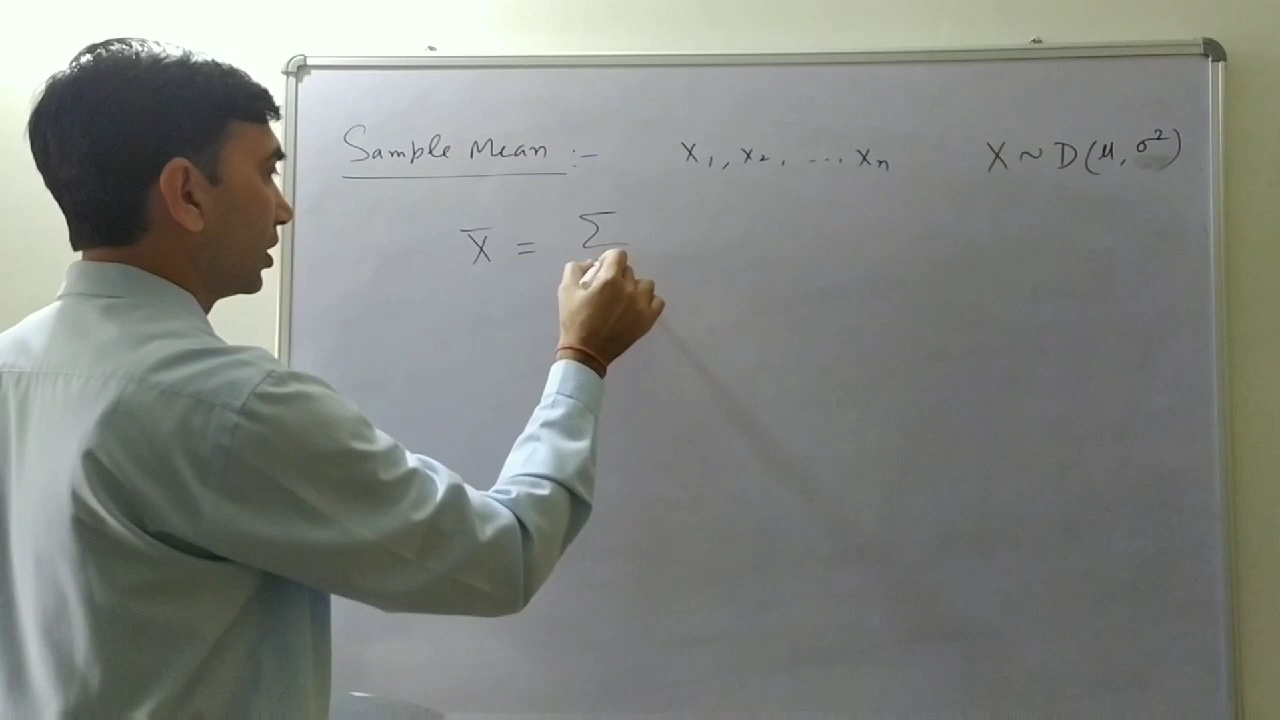 Sample Mean :- X1, X2, ... Xn X ~ D(μ, σ²)
X̄ = Σ